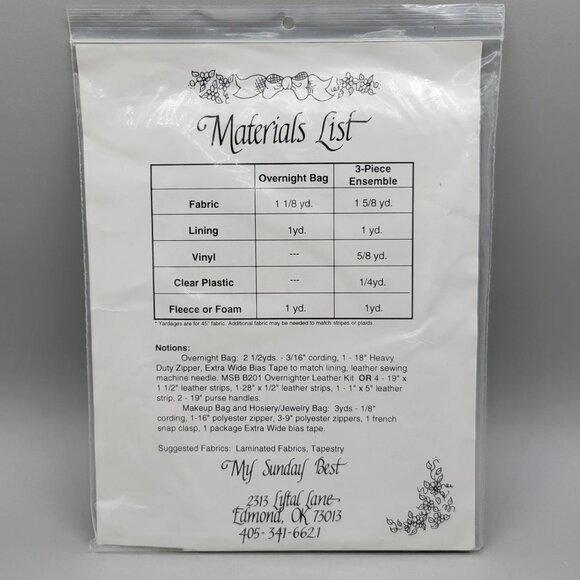 Materials List
Overnight Bag 3-Piece Ensemble
Fabric 1 1/8 yd. 1 5/8 yd.
Lining 1yd. 1 yd.
Vinyl --- 5/8 yd.
Clear Plastic --- 1/4yd.
Fleece or Foam 1 yd. 1yd.
* Yardages are for 45" fabric. Additional fabric may be needed to match stripes or plaids.
Notions:
Overnight Bag: 2 1/2yds. - 3/16" cording, 1 - 18" Heavy
Duty Zipper, Extra Wide Bias Tape to match lining, leather sewing
machine needle. MSB B201 Overnighter Leather Kit OR 4 - 19" x
1 1/2" leather strips, 1-28" x 1/2" leather strips, 1 - 1" x 5" leather
strip, 2 - 19" purse handles.
Makeup Bag and Hosiery/Jewelry Bag: 3yds - 1/8"
cording, 1-16" polyester zipper, 3-9" polyester zippers, 1 french
snap clasp, 1 package Extra Wide bias tape.
Suggested Fabrics: Laminated Fabrics, Tapestry
My Sunday Best
2313 Lyttal Lane
Edmond, OK 73013
405-341-6621